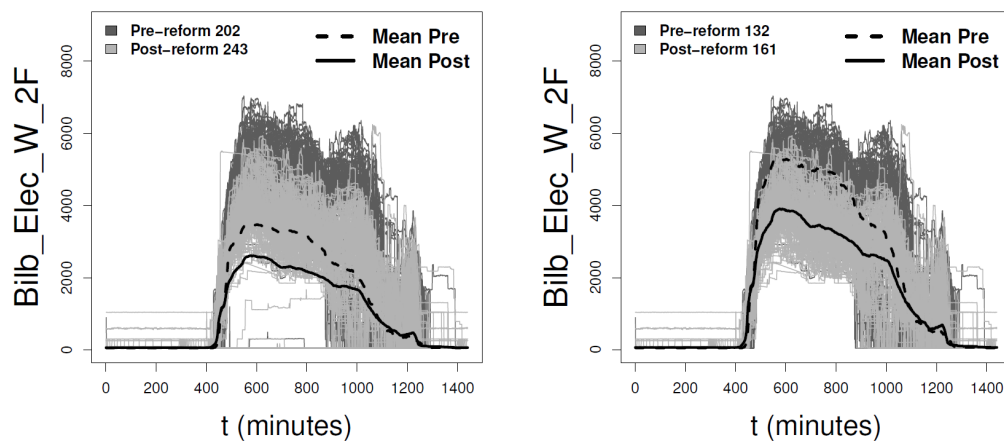 Pre−reform 202
Post−reform 243
Mean Pre
Mean Post
Bilb_Elec_W_2F
0 2000 4000 6000 8000
0 200 400 600 800 1000 1200 1400
t (minutes)
Pre−reform 132
Post−reform 161
Mean Pre
Mean Post
Bilb_Elec_W_2F
0 2000 4000 6000 8000
0 200 400 600 800 1000 1200 1400
t (minutes)